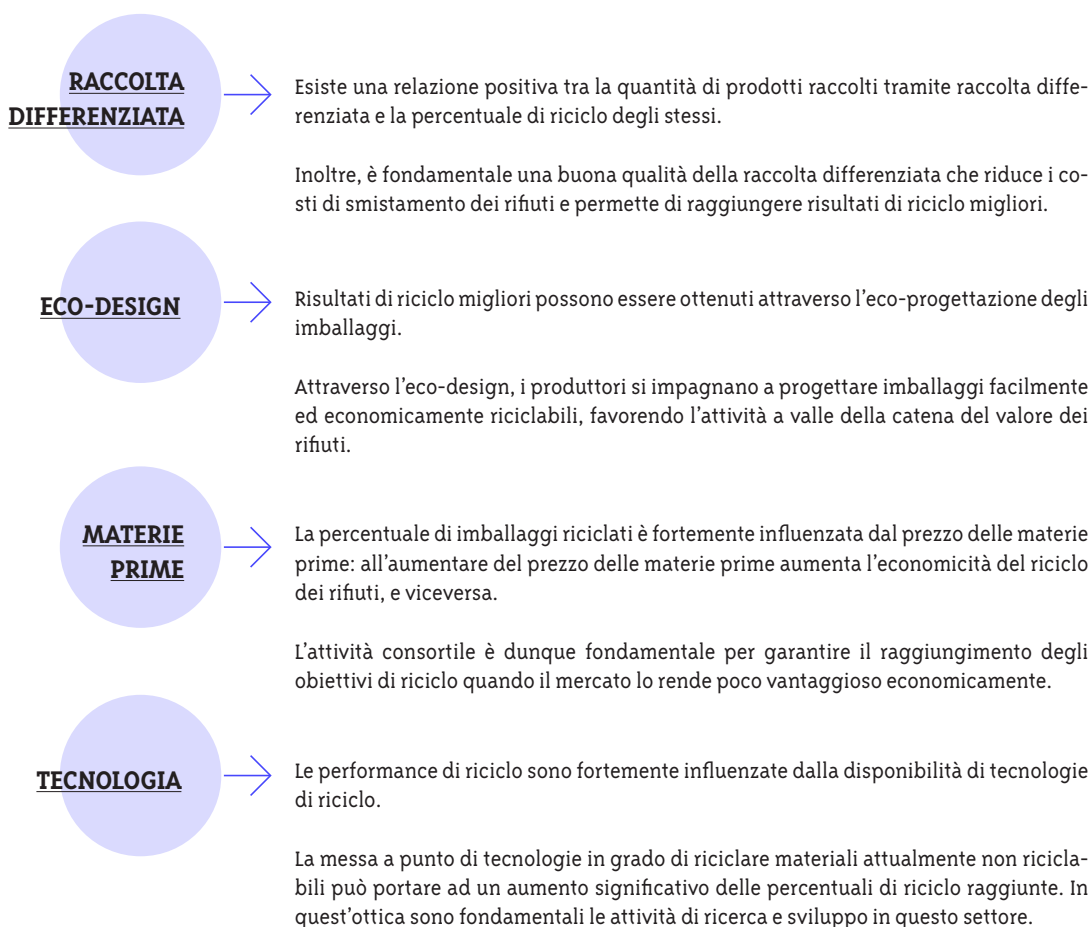 RACCOLTA
DIFFERENZIATA
Esiste una relazione positiva tra la quantità di prodotti raccolti tramite raccolta diffe-
renziata e la percentuale di riciclo degli stessi.
Inoltre, è fondamentale una buona qualità della raccolta differenziata che riduce i co-
sti di smistamento dei rifiuti e permette di raggiungere risultati di riciclo migliori.
ECO-DESIGN
Risultati di riciclo migliori possono essere ottenuti attraverso l'eco-progettazione degli
imballaggi.
Attraverso l'eco-design, i produttori si impagnano a progettare imballaggi facilmente
ed economicamente riciclabili, favorendo l'attività a valle della catena del valore dei
rifiuti.
MATERIE
PRIME
La percentuale di imballaggi riciclati è fortemente influenzata dal prezzo delle materie
prime: all'aumentare del prezzo delle materie prime aumenta l'economicità del riciclo
dei rifiuti, e viceversa.
L'attività consortile è dunque fondamentale per garantire il raggiungimento degli
obiettivi di riciclo quando il mercato lo rende poco vantaggioso economicamente.
TECNOLOGIA
Le performance di riciclo sono fortemente influenzate dalla disponibilità di tecnologie
di riciclo.
La messa a punto di tecnologie in grado di riciclare materiali attualmente non ricicla-
bili può portare ad un aumento significativo delle percentuali di riciclo raggiunte. In
quest'ottica sono fondamentali le attività di ricerca e sviluppo in questo settore.